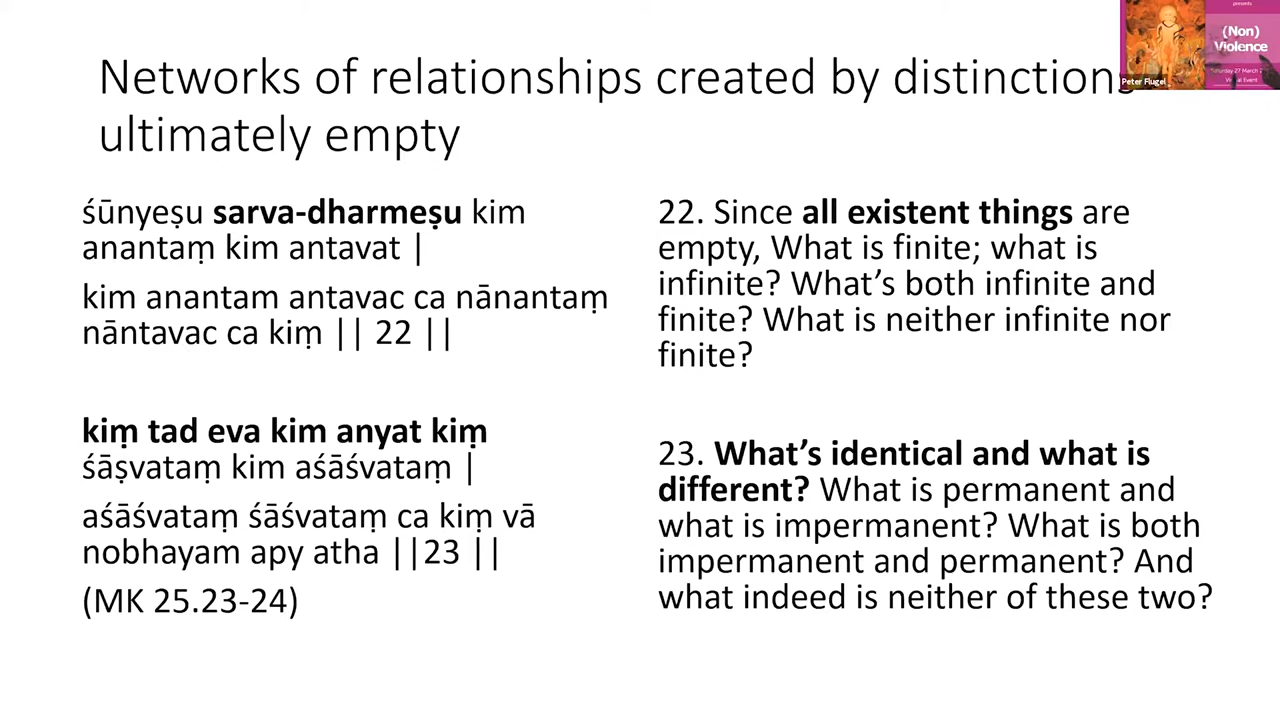 Networks of relationships created by distinctions
ultimately empty
śūnyeṣu sarva-dharmeṣu kim
anantaṃ kim antavat |
kim anantam antavac ca nānantaṃ
nāntavac ca kiṃ || 22 ||
kiṃ tad eva kim anyat kiṃ
śāṣvataṃ kim aśāśvataṃ |
aśāśvataṃ śāśvataṃ ca kiṃ vā
nobhayam apy atha ||23 ||
(MK 25.23-24)
22. Since all existent things are
empty, What is finite; what is
infinite? What’s both infinite and
finite? What is neither infinite nor
finite?
23. What’s identical and what is
different? What is permanent and
what is impermanent? What is both
impermanent and permanent? And
what indeed is neither of these two?
presents
(Non)
Violence
27 March
Event
Peter Flugel